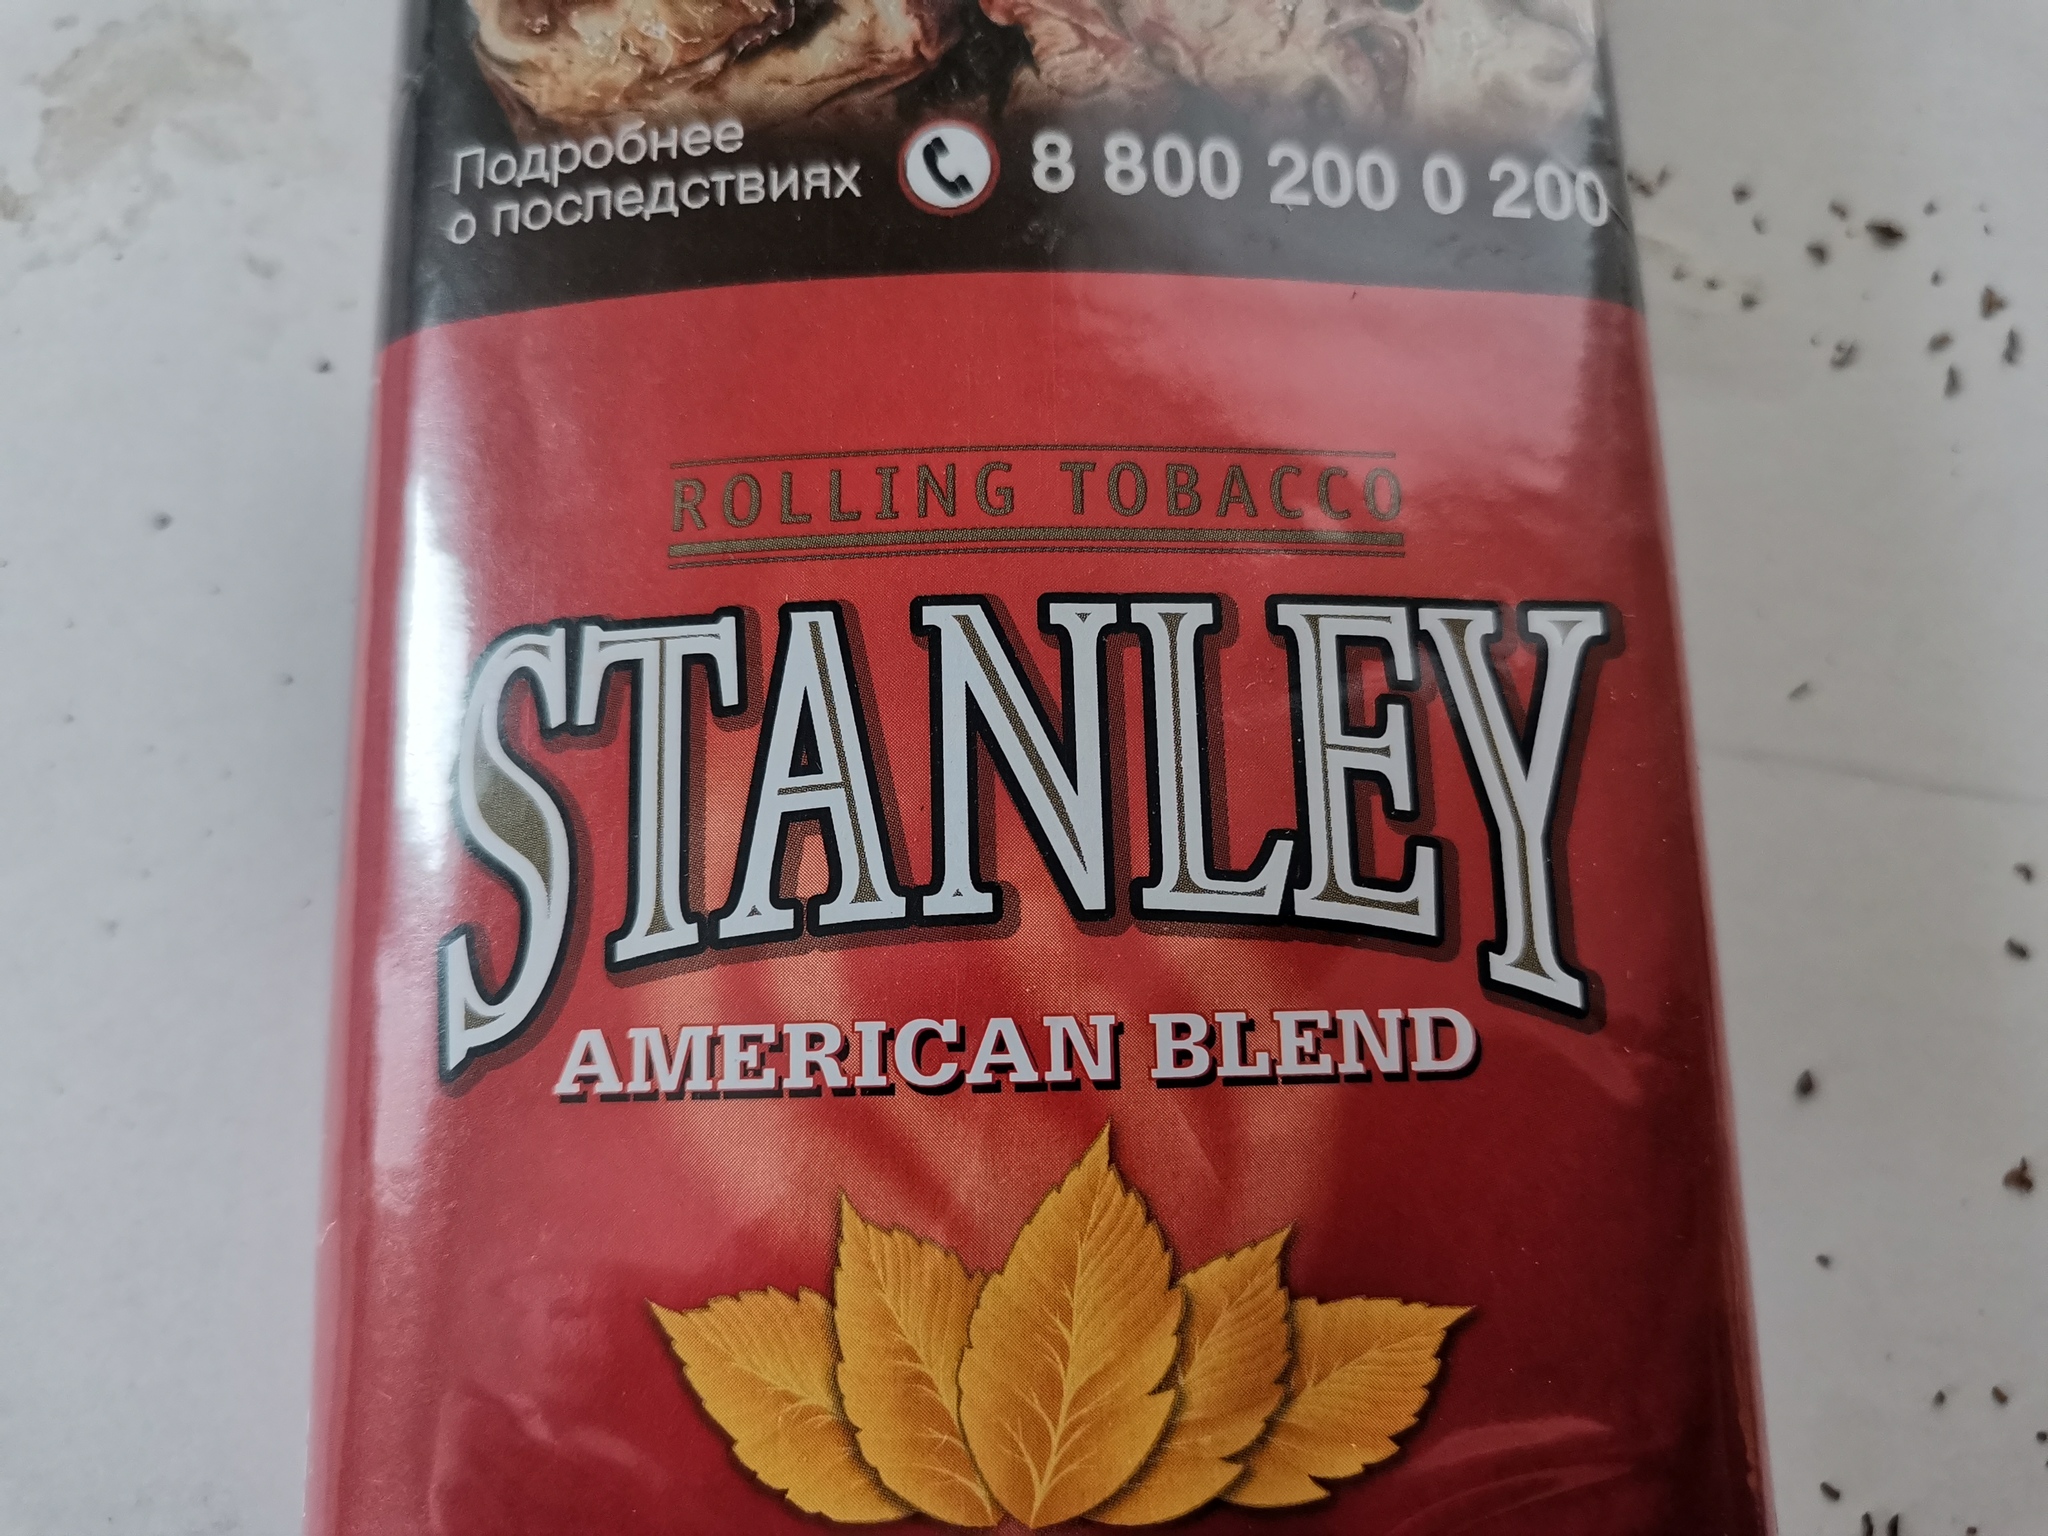 Подробнее
о последствиях
8 800 200 0 200
ROLLING TOBACCO
STANLEY
AMERICAN BLEND